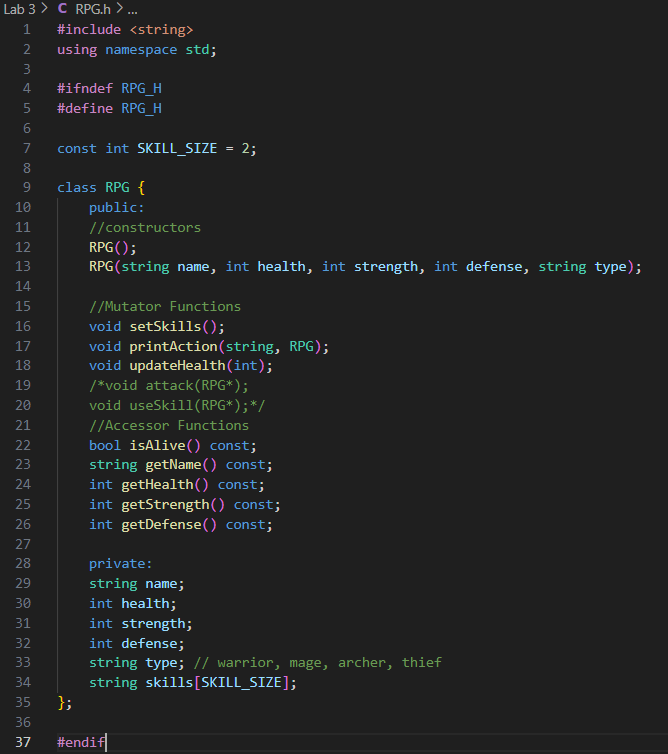 Lab 3 > C RPG.h > ...
1 #include <string>
2 using namespace std;
3
4 #ifndef RPG_H
5 #define RPG_H
6
7 const int SKILL_SIZE = 2;
8
9 class RPG {
10 public:
11 //constructors
12 RPG();
13 RPG(string name, int health, int strength, int defense, string type);
14
15 //Mutator Functions
16 void setSkills();
17 void printAction(string, RPG);
18 void updateHealth(int);
19 /*void attack(RPG*);
20 void useSkill(RPG*);*/
21 //Accessor Functions
22 bool isAlive() const;
23 string getName() const;
24 int getHealth() const;
25 int getStrength() const;
26 int getDefense() const;
27
28 private:
29 string name;
30 int health;
31 int strength;
32 int defense;
33 string type; // warrior, mage, archer, thief
34 string skills[SKILL_SIZE];
35 };
36
37 #endif